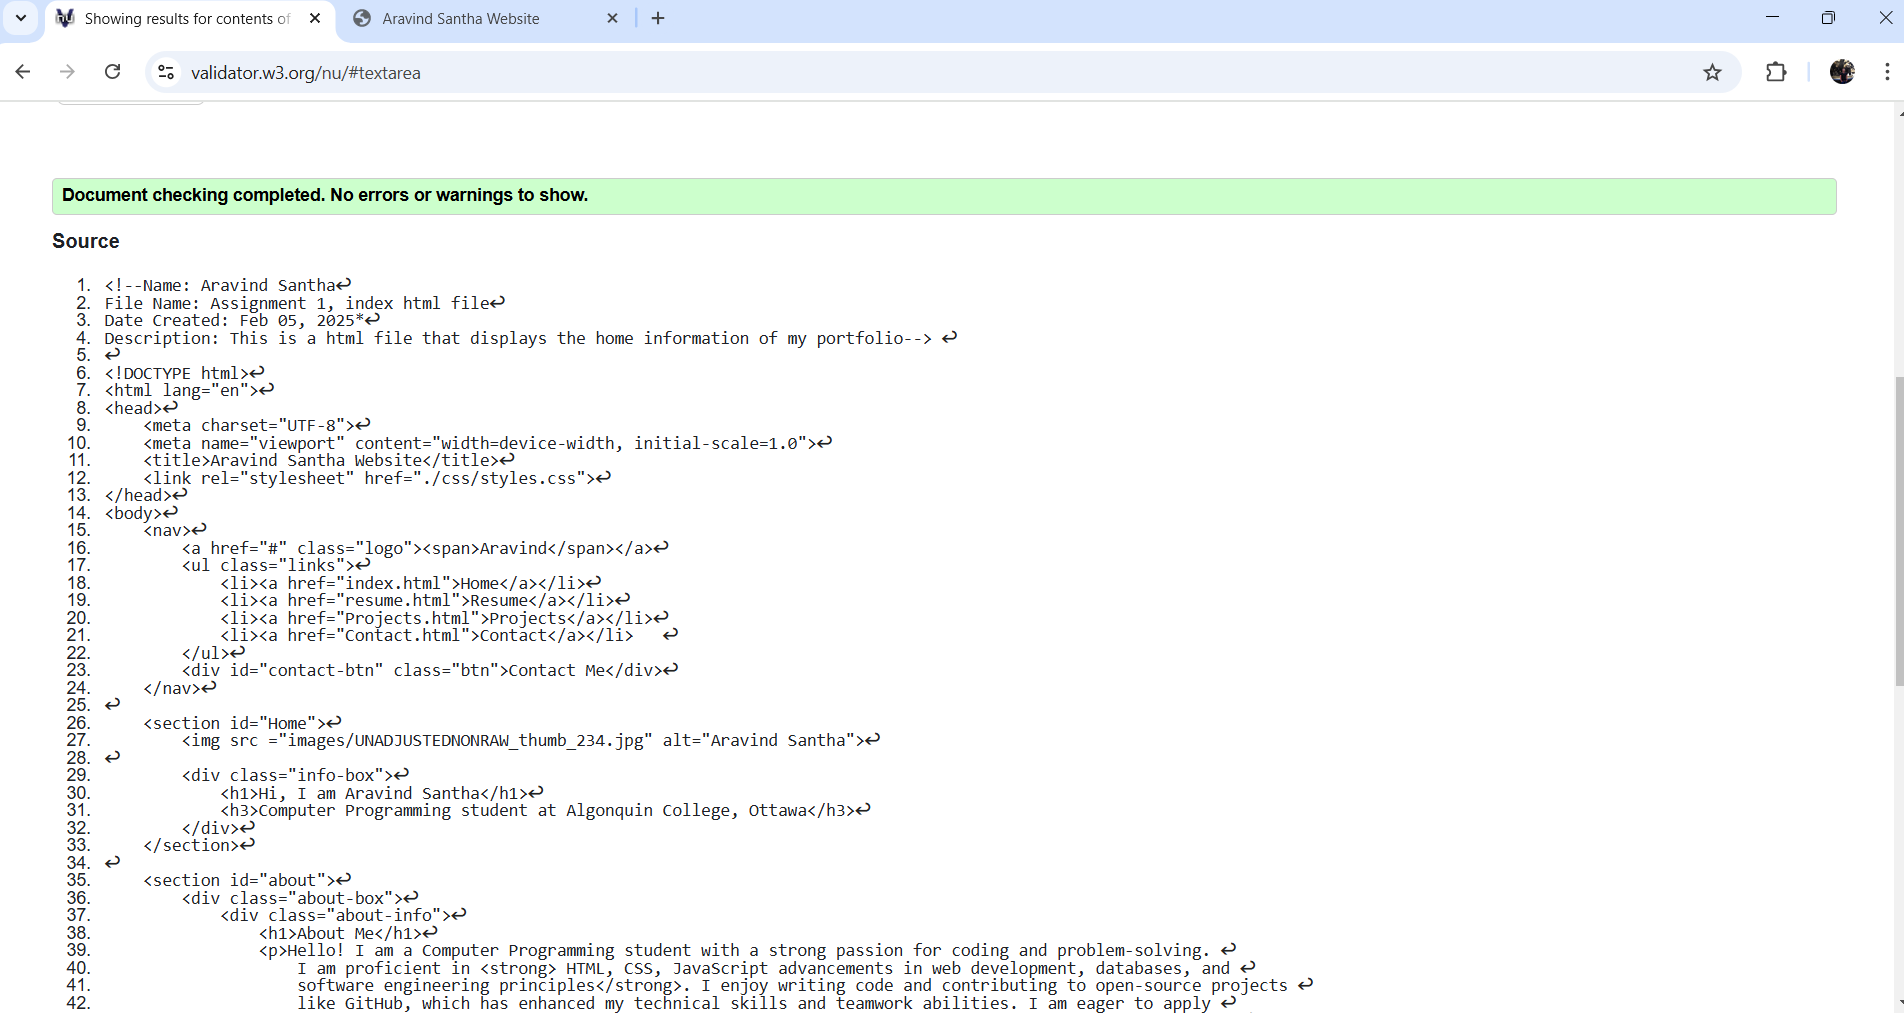 Showing results for contents of
Aravind Santha Website
validator.w3.org/nu/#textarea
Document checking completed. No errors or warnings to show.
Source
1. <!--Name: Aravind Santha↩
2. File Name: Assignment 1, index html file↩
3. Date Created: Feb 05, 2025*↩
4. Description: This is a html file that displays the home information of my portfolio--> ↩
5. ↩
6. <!DOCTYPE html>↩
7. <html lang="en">↩
8. <head>↩
9.     <meta charset="UTF-8">↩
10.     <meta name="viewport" content="width=device-width, initial-scale=1.0">↩
11.     <title>Aravind Santha Website</title>↩
12.     <link rel="stylesheet" href="./css/styles.css">↩
13. </head>↩
14. <body>↩
15.     <nav>↩
16.         <a href="#" class="logo"><span>Aravind</span></a>↩
17.         <ul class="links">↩
18.             <li><a href="index.html">Home</a></li>↩
19.             <li><a href="resume.html">Resume</a></li>↩
20.             <li><a href="Projects.html">Projects</a></li>↩
21.             <li><a href="Contact.html">Contact</a></li>   ↩
22.         </ul>↩
23.         <div id="contact-btn" class="btn">Contact Me</div>↩
24.     </nav>↩
25. ↩
26.     <section id="Home">↩
27.         <img src ="images/UNADJUSTEDNONRAW_thumb_234.jpg" alt="Aravind Santha">↩
28. ↩
29.         <div class="info-box">↩
30.             <h1>Hi, I am Aravind Santha</h1>↩
31.             <h3>Computer Programming student at Algonquin College, Ottawa</h3>↩
32.         </div>↩
33.     </section>↩
34. ↩
35.     <section id="about">↩
36.         <div class="about-box">↩
37.             <div class="about-info">↩
38.                 <h1>About Me</h1>↩
39.                 <p>Hello! I am a Computer Programming student with a strong passion for coding and problem-solving. ↩
40.                     I am proficient in <strong> HTML, CSS, JavaScript advancements in web development, databases, and ↩
41.                     software engineering principles</strong>. I enjoy writing code and contributing to open-source projects ↩
42.                     like GitHub, which has enhanced my technical skills and teamwork abilities. I am eager to apply ↩